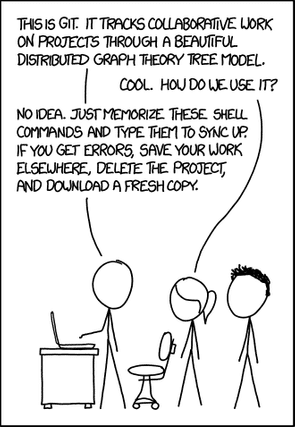 THIS IS GIT. IT TRACKS COLLABORATIVE WORK
ON PROJECTS THROUGH A BEAUTIFUL
DISTRIBUTED GRAPH THEORY TREE MODEL.
COOL. HOW DO WE USE IT?
NO IDEA. JUST MEMORIZE THESE SHELL
COMMANDS AND TYPE THEM TO SYNC UP.
IF YOU GET ERRORS, SAVE YOUR WORK
ELSEWHERE, DELETE THE PROJECT,
AND DOWNLOAD A FRESH COPY.